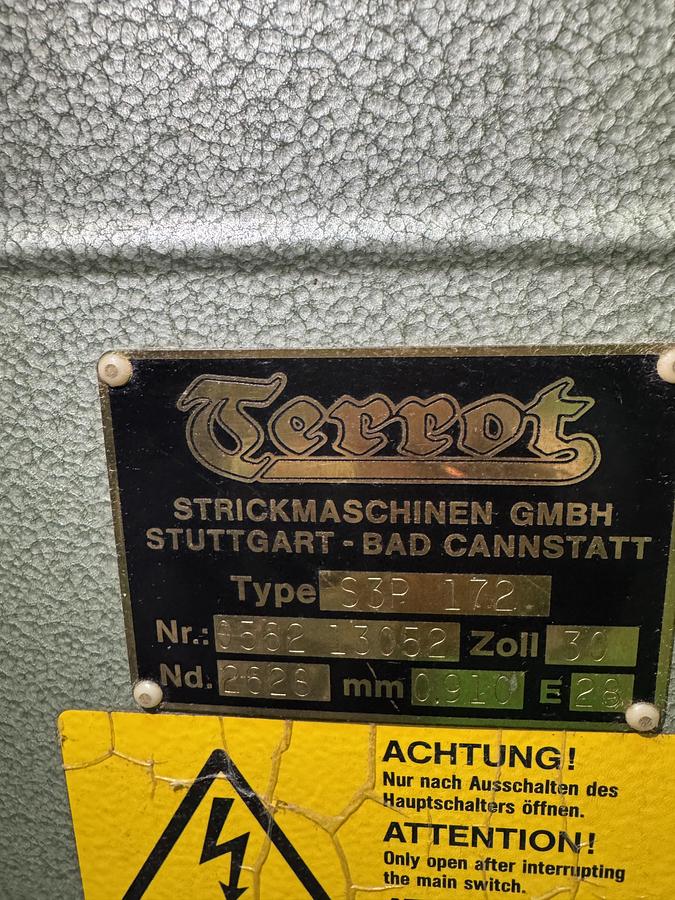 Terrot
STRICKMASCHINEN GMBH
STUTTGART - BAD CANNSTATT
Type S3P 172
Nr.: 0562 13052 Zoll 30
Nd. 2628 mm 0.910 E 28
ACHTUNG!
Nur nach Ausschalten des
Hauptschalters öffnen.
ATTENTION!
Only open after interrupting
the main switch.